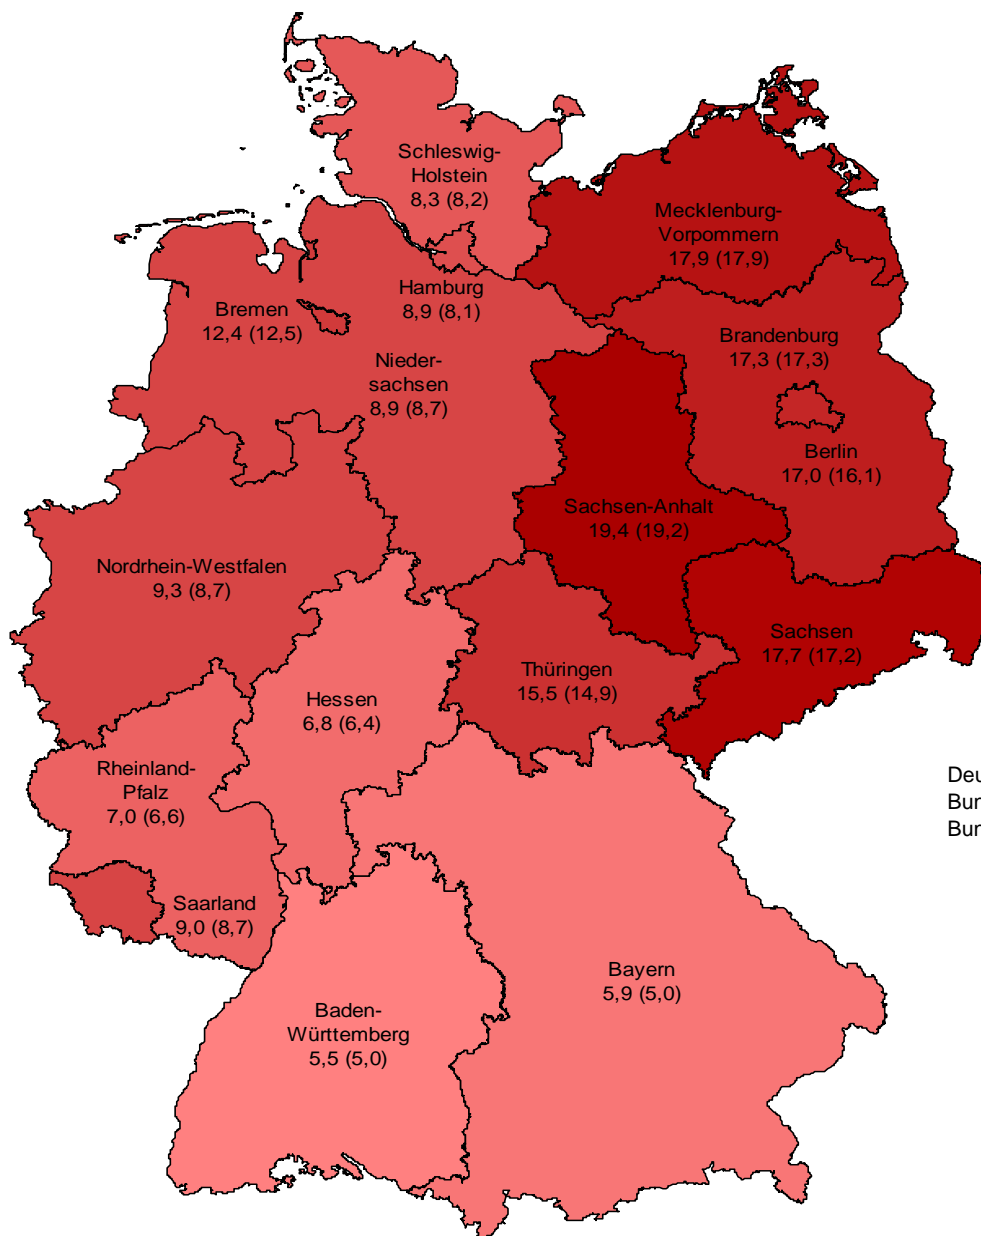 Schleswig-
Holstein
8,3 (8,2)
Mecklenburg-
Vorpommern
17,9 (17,9)
Hamburg
8,9 (8,1)
Bremen
12,4 (12,5)
Brandenburg
17,3 (17,3)
Nieder-
sachsen
8,9 (8,7)
Berlin
17,0 (16,1)
Sachsen-Anhalt
19,4 (19,2)
Nordrhein-Westfalen
9,3 (8,7)
Sachsen
17,7 (17,2)
Thüringen
15,5 (14,9)
Hessen
6,8 (6,4)
Rheinland-
Pfalz
7,0 (6,6)
Deu
Bun
Bun
Saarland
9,0 (8,7)
Bayern
5,9 (5,0)
Baden-
Württemberg
5,5 (5,0)